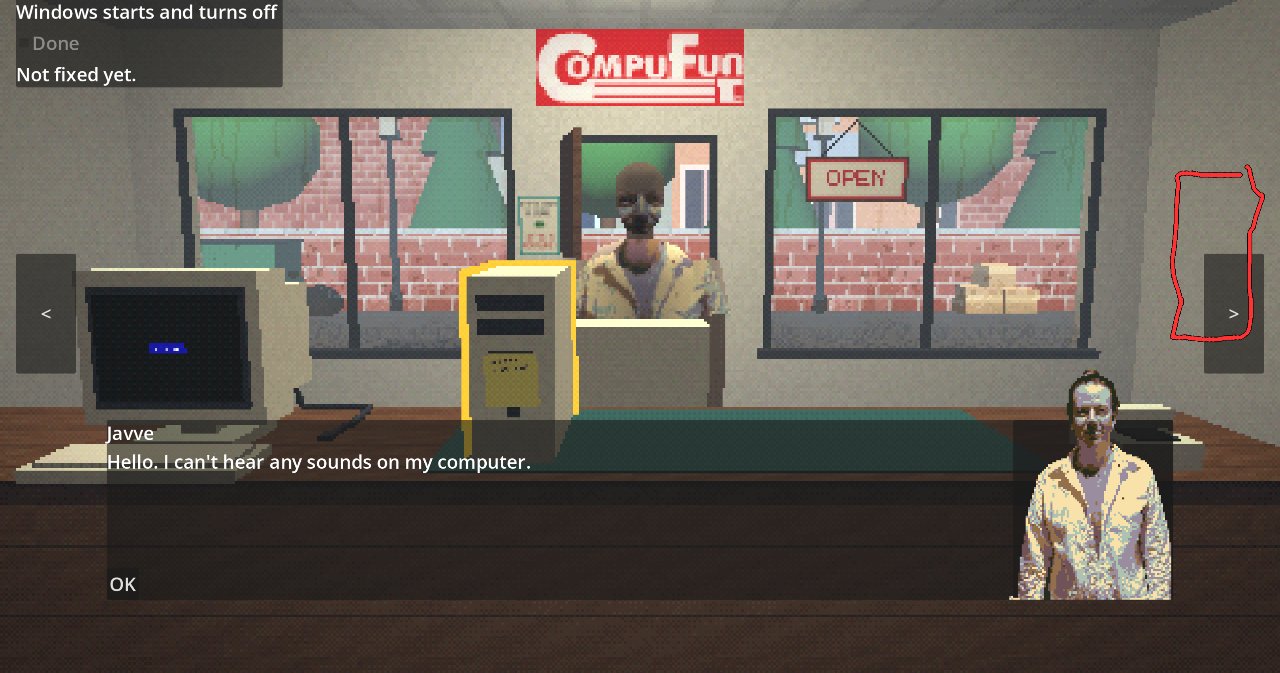 Windows starts and turns off
Done
Not fixed yet.
COMPUFUN
OPEN
<
>
Javve
Hello. I can't hear any sounds on my computer.
OK